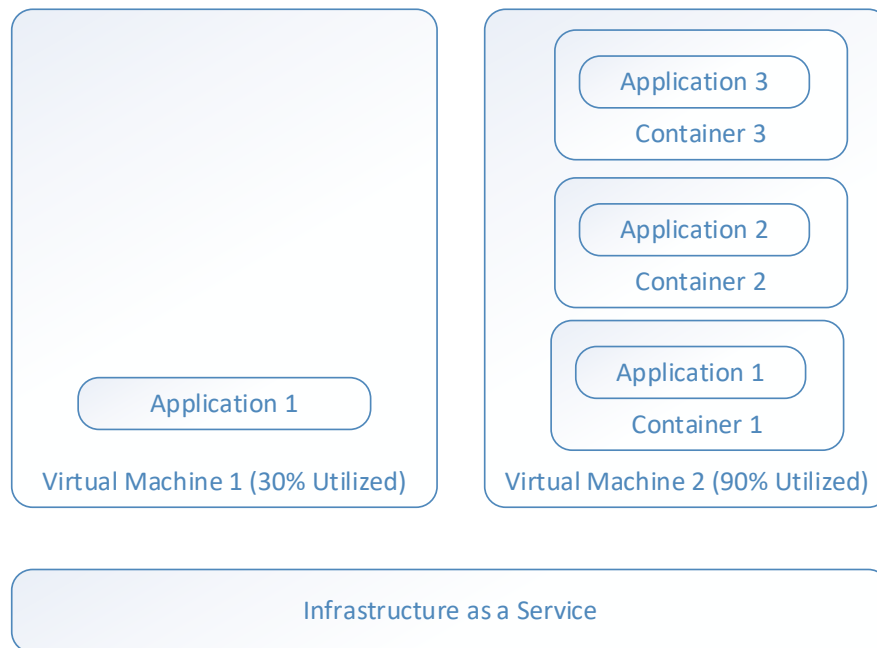 Application 1
Virtual Machine 1 (30% Utilized)
Application 3
Container 3
Application 2
Container 2
Application 1
Container 1
Virtual Machine 2 (90% Utilized)
Infrastructure as a Service